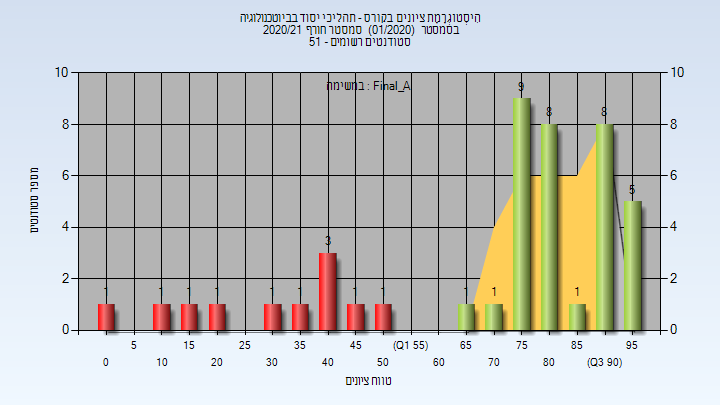 היסטוגרמת ציונים בקורס - תהליכי יסוד בביוטכנולוגיה
בסמסטר (01/2020) סמסטר חורף 2020/21
סטודנטים רשומים - 51
במשימה : Final_A
מספר סטודנטים
10 10
8 8
6 6
4 4
2 2
0 0
1 1 1 1 1 1 3 1 1 1 1 9 8 1 8 5
5 15 25 35 45 (Q1 55) 65 75 85 95
0 10 20 30 40 50 60 70 80 (Q3 90)
טווח ציונים